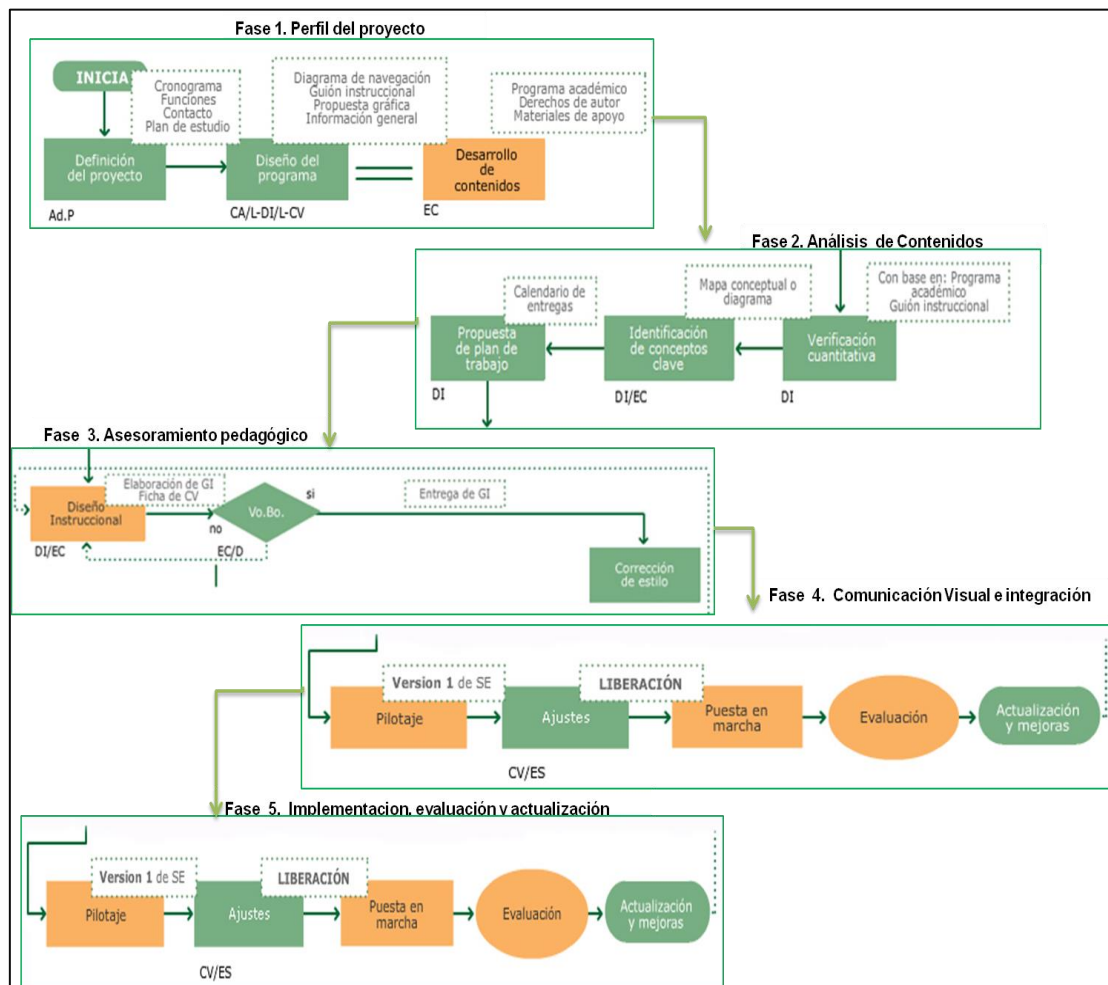 Fase 1. Perfil del proyecto
INICIA
Cronograma
Funciones
Contacto
Plan de estudio
Diagrama de navegación
Guión instruccional
Propuesta gráfica
Información general
Programa académico
Derechos de autor
Materiales de apoyo
Definición
del proyecto
Diseño del
programa
Desarrollo
de
contenidos
Ad.P
CA/L-DI/L-CV
EC
Fase 2. Análisis de Contenidos
Calendario de
entregas
Mapa conceptual o
diagrama
Con base en: Programa
académico
Guión instruccional
Propuesta
de plan de
trabajo
Identificación
de conceptos
clave
Verificación
cuantitativa
DI
DI/EC
DI
Fase 3. Asesoramiento pedagógico
Elaboración de GI
Ficha de CV
si
Entrega de GI
Diseño
Instruccional
Vo.Bo.
no
DI/EC
EC/D
Corrección
de estilo
Fase 4. Comunicación Visual e integración
Version 1 de SE
LIBERACIÓN
Pilotaje
Ajustes
Puesta en
marcha
Evaluación
Actualización
y mejoras
CV/ES
Fase 5. Implementacion, evaluación y actualización
Version 1 de SE
LIBERACIÓN
Pilotaje
Ajustes
Puesta en
marcha
Evaluación
Actualización
y mejoras
CV/ES